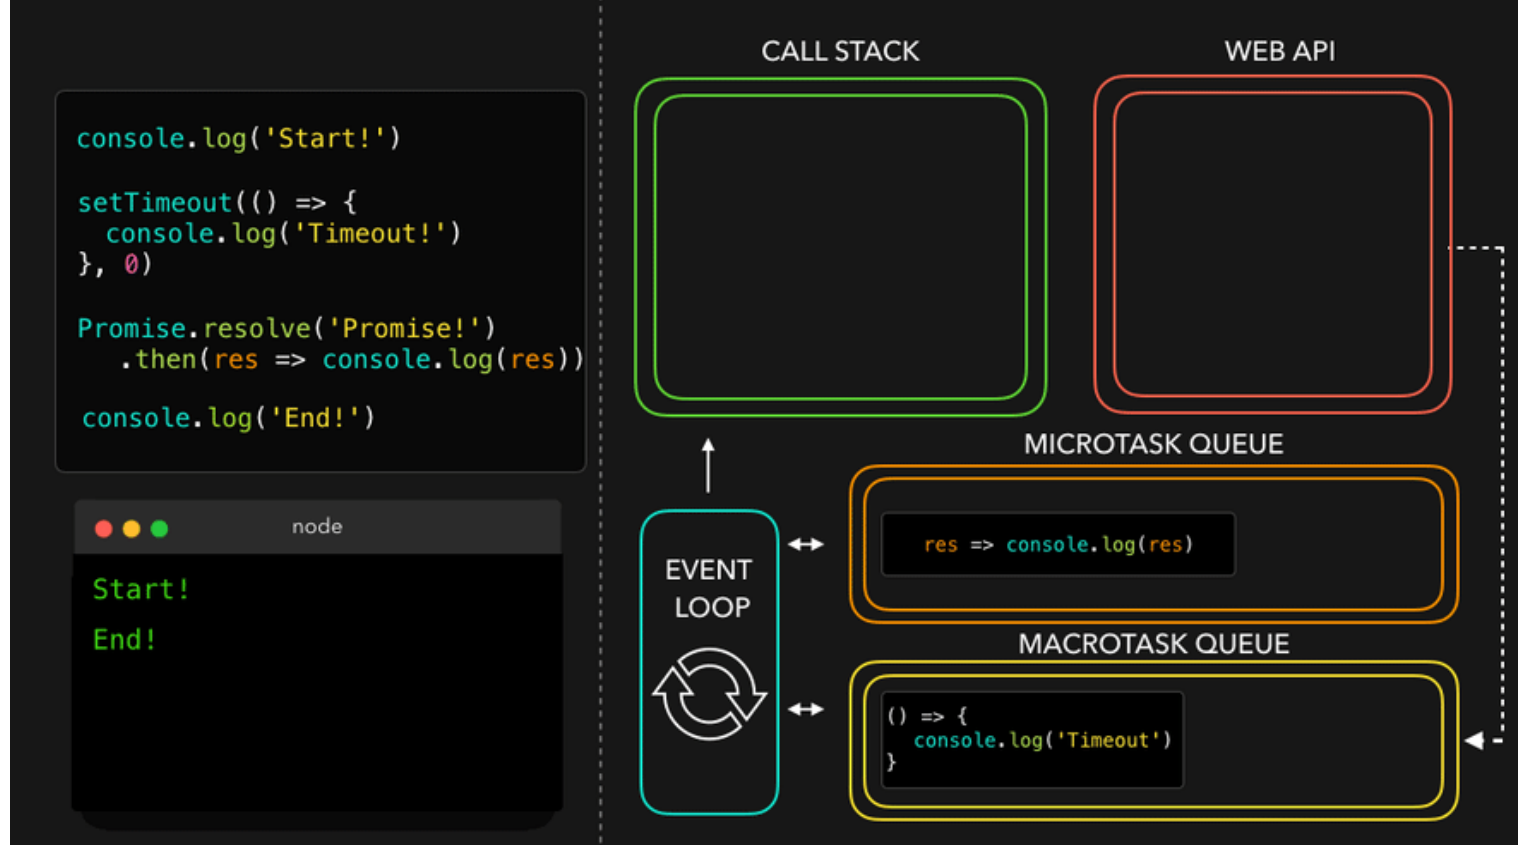 console.log('Start!')
setTimeout(() => {
  console.log('Timeout!')
}, 0)
Promise.resolve('Promise!')
  .then(res => console.log(res))
console.log('End!')
node
Start!
End!
CALL STACK
WEB API
MICROTASK QUEUE
res => console.log(res)
EVENT
LOOP
MACROTASK QUEUE
() => {
  console.log('Timeout')
}